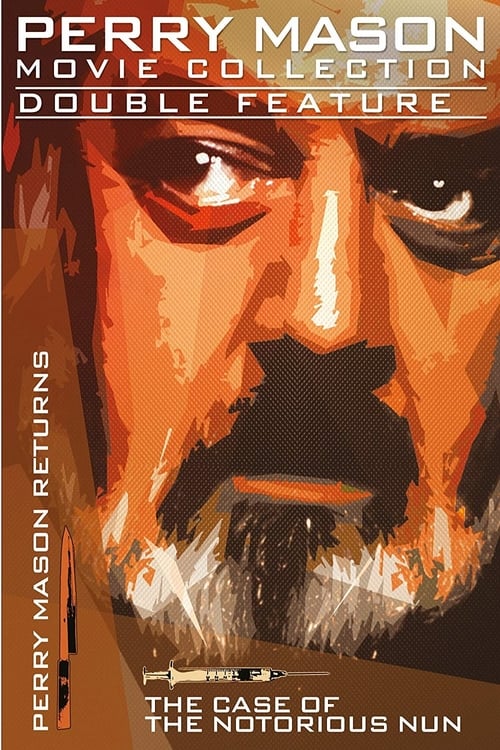 PERRY MASON
MOVIE COLLECTION
DOUBLE FEATURE
PERRY MASON RETURNS
THE CASE OF
THE NOTORIOUS NUN